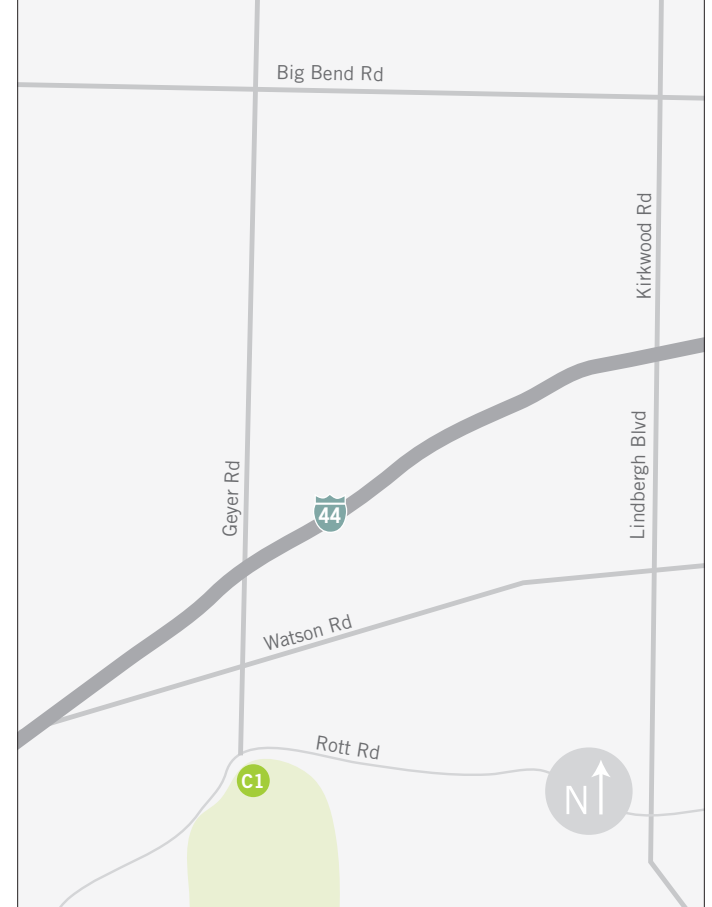 Big Bend Rd
Kirkwood Rd
Lindbergh Blvd
Geyer Rd
44
Watson Rd
Rott Rd
C1
N